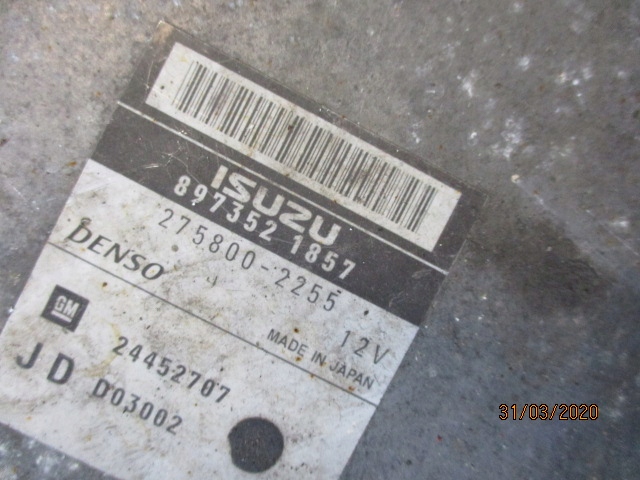 ISUZU
897352 1857
275800-2255
12V
DENSO
MADE IN JAPAN
GM
24452707
JD
D03002
31/03/2020